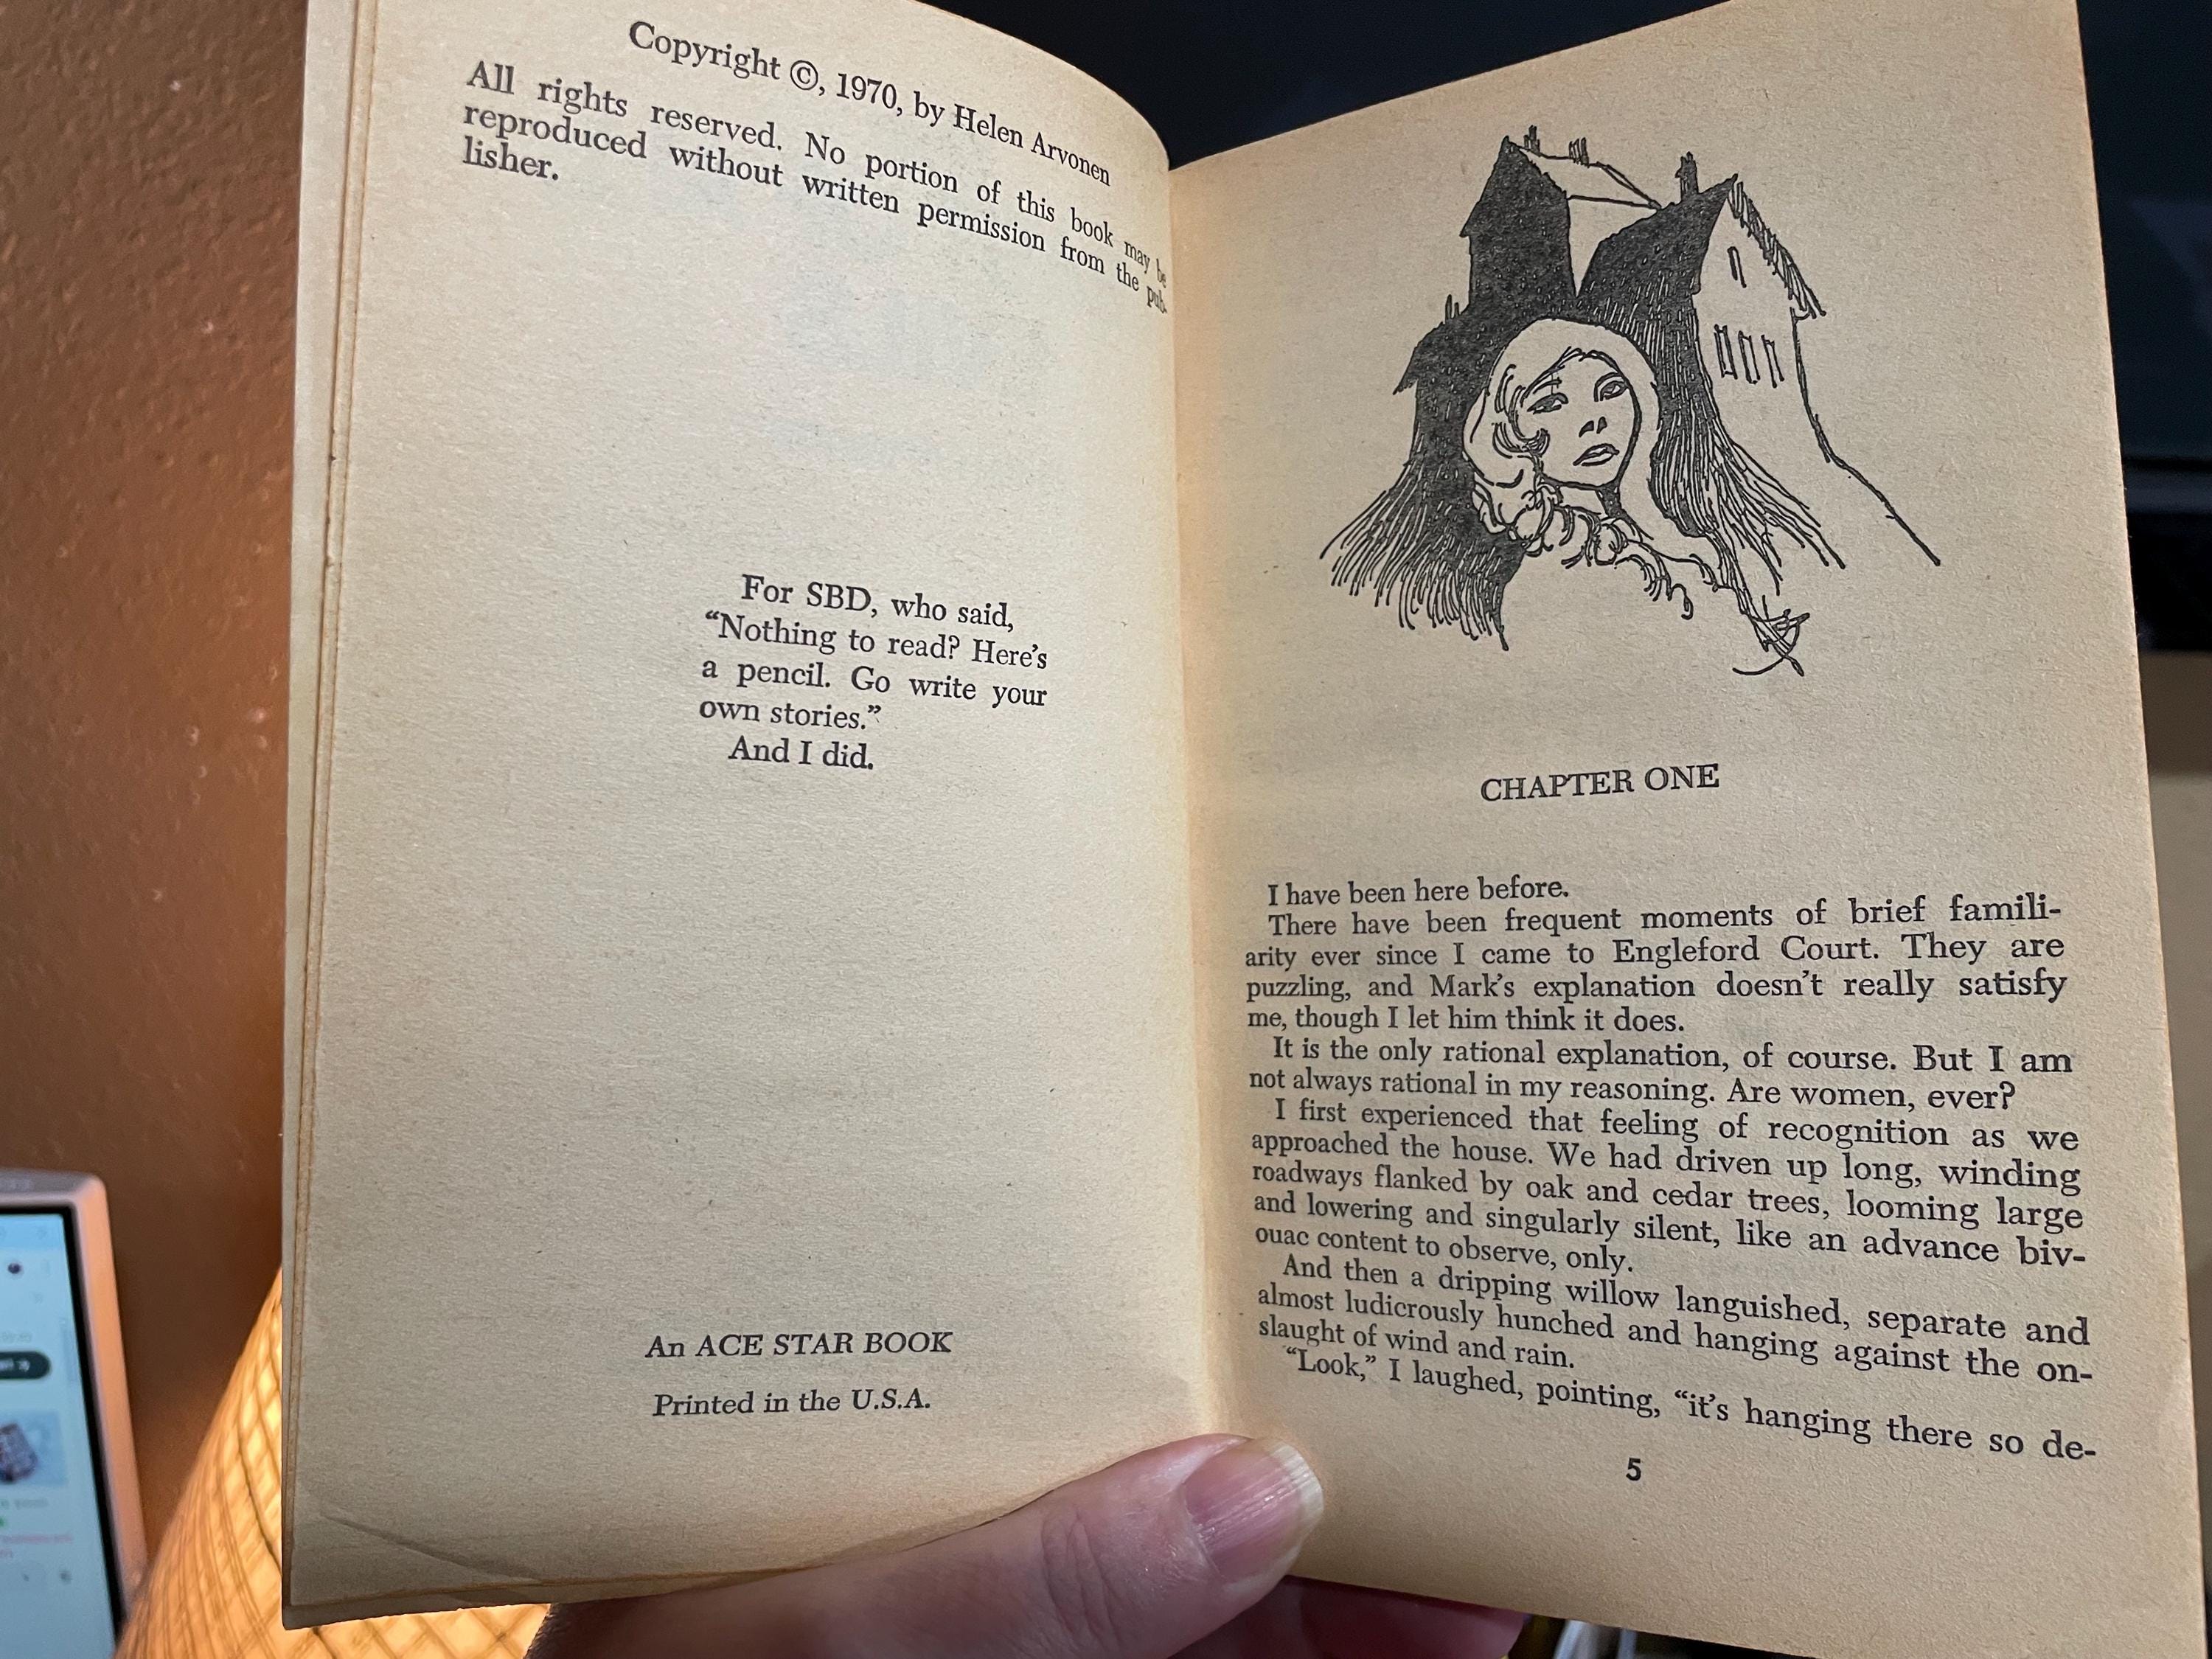 Copyright ©, 1970, by Helen Arvonen
All rights reserved. No portion of this book may be
reproduced without written permission from the pub-
lisher.
For SBD, who said,
“Nothing to read? Here’s
a pencil. Go write your
own stories.”
And I did.
An ACE STAR BOOK
Printed in the U.S.A.
CHAPTER ONE
I have been here before.
There have been frequent moments of brief famili-
arity ever since I came to Engleford Court. They are
puzzling, and Mark’s explanation doesn’t really satisfy
me, though I let him think it does.
It is the only rational explanation, of course. But I am
not always rational in my reasoning. Are women, ever?
I first experienced that feeling of recognition as we
approached the house. We had driven up long, winding
roadways flanked by oak and cedar trees, looming large
and lowering and singularly silent, like an advance biv-
ouac content to observe, only.
And then a dripping willow languished, separate and
almost ludicrously hunched and hanging against the on-
slaught of wind and rain.
“Look,” I laughed, pointing, “it’s hanging there so de-
5